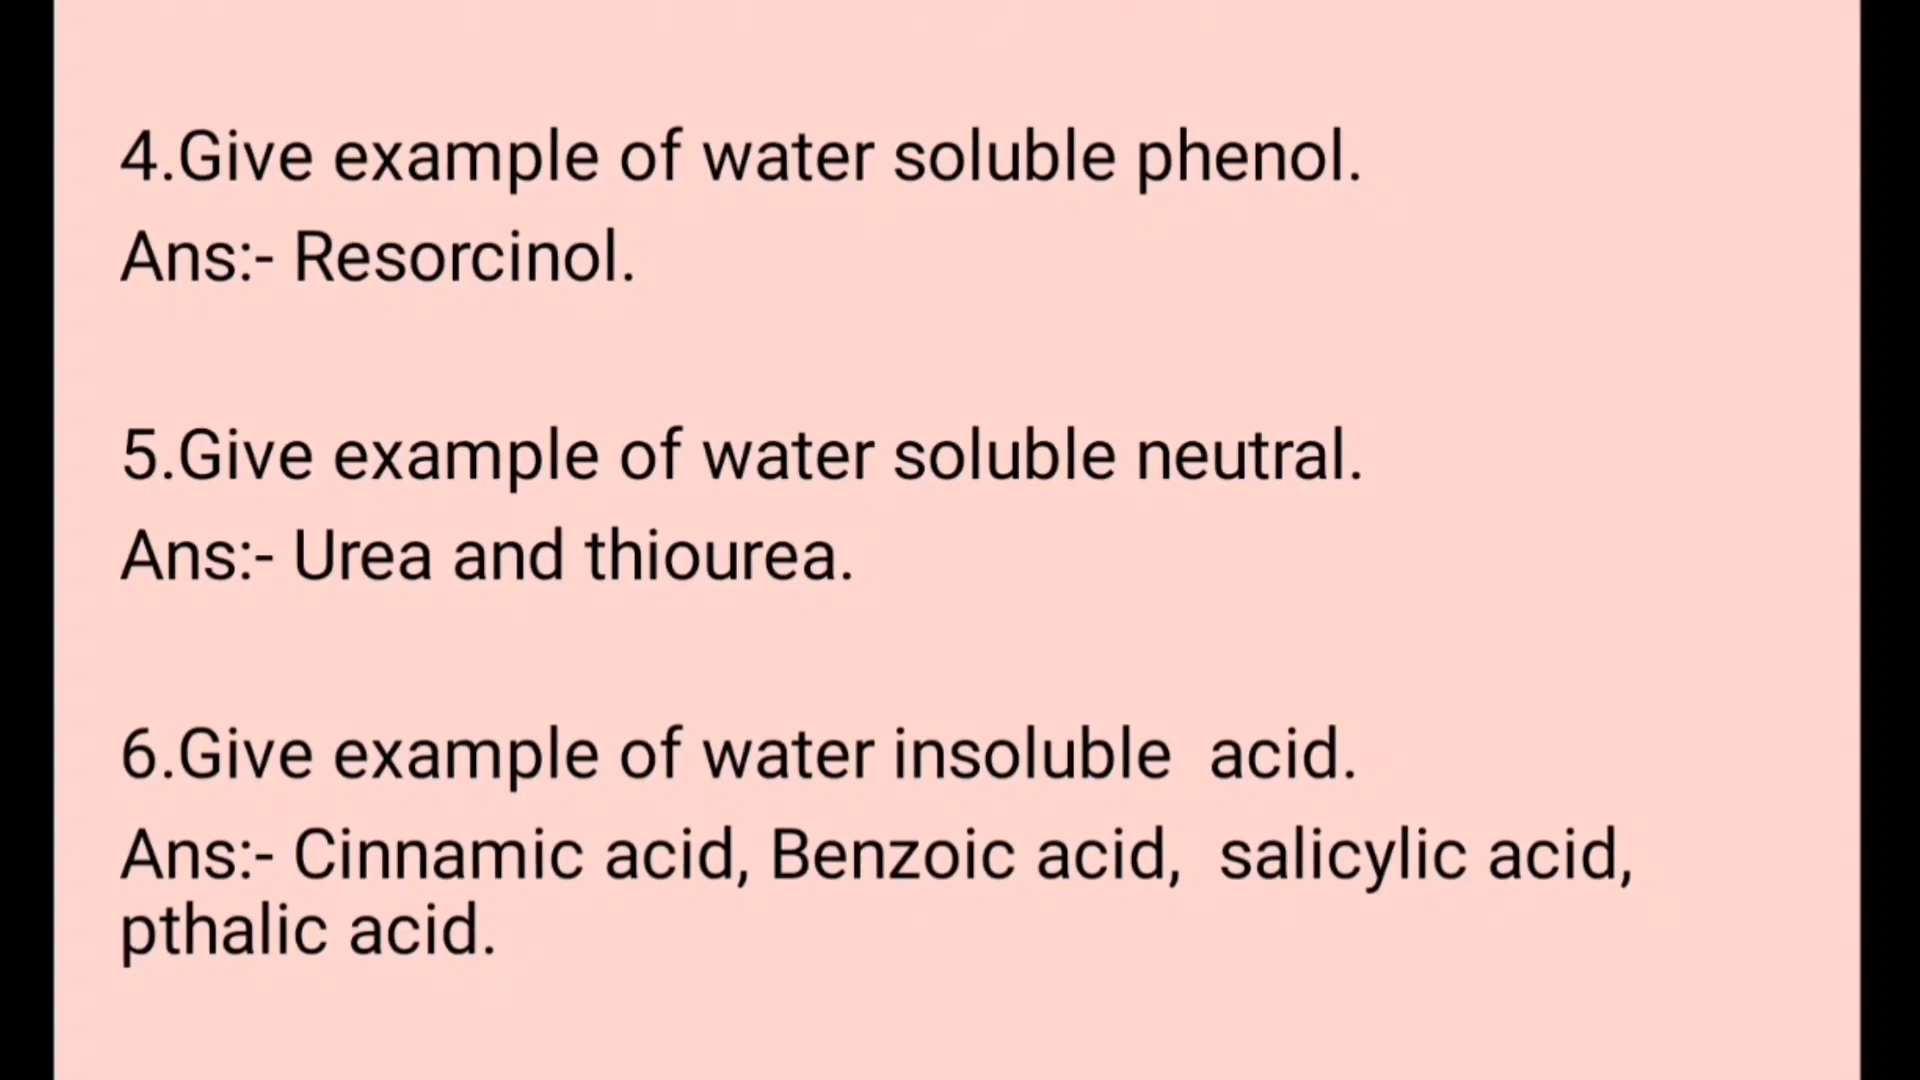 4.Give example of water soluble phenol.
Ans:- Resorcinol.
5.Give example of water soluble neutral.
Ans:- Urea and thiourea.
6.Give example of water insoluble  acid.
Ans:- Cinnamic acid, Benzoic acid,  salicylic acid,
pthalic acid.